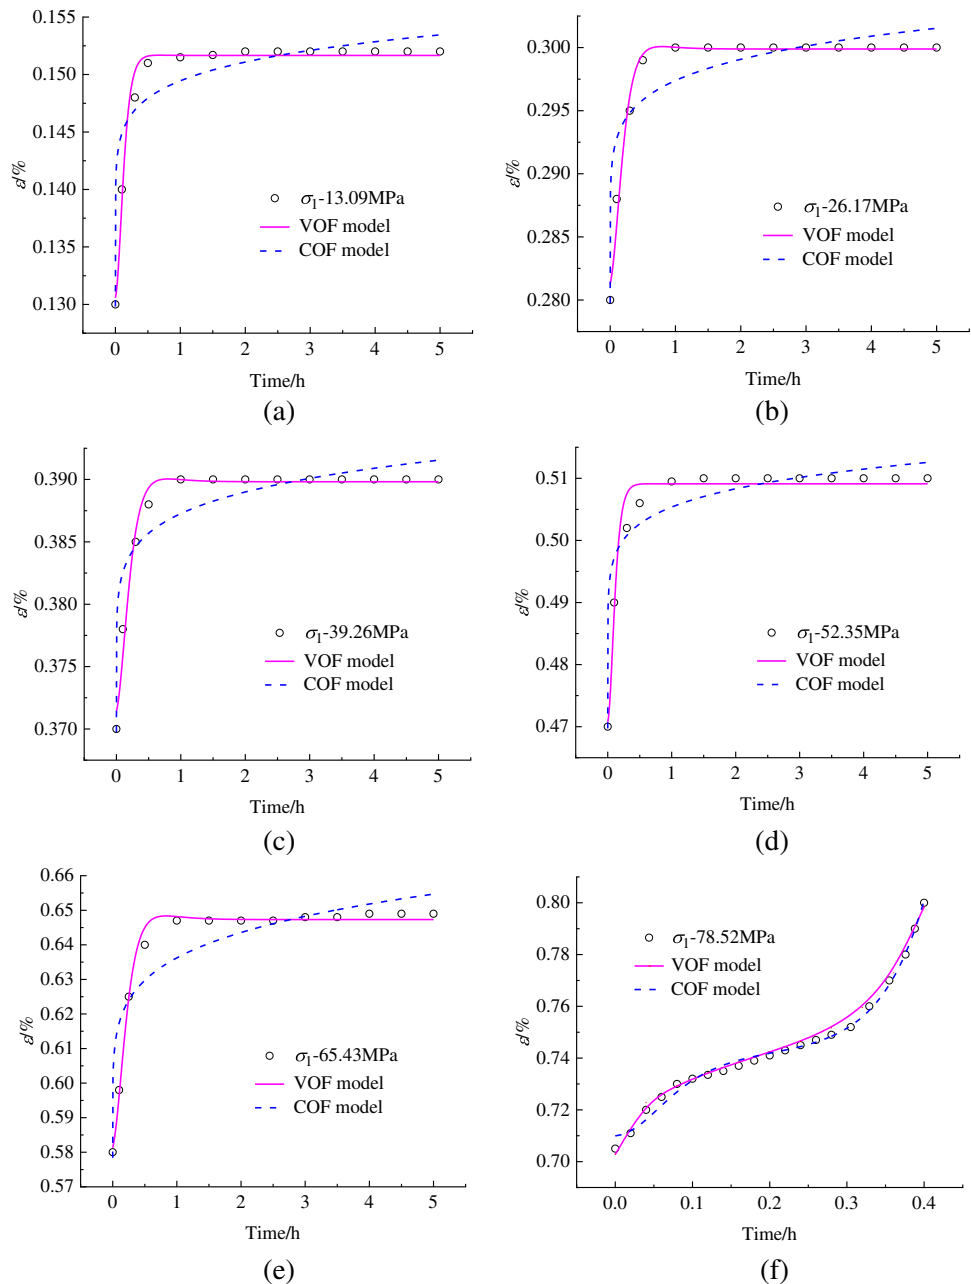 0.155
0.150
0.145
0.140
0.135
0.130
ε/%
σ1-13.09MPa
VOF model
COF model
0 1 2 3 4 5
Time/h
(a)
0.300
0.295
0.290
0.285
0.280
ε/%
σ1-26.17MPa
VOF model
COF model
0 1 2 3 4 5
Time/h
(b)
0.390
0.385
0.380
0.375
0.370
ε/%
σ1-39.26MPa
VOF model
COF model
0 1 2 3 4 5
Time/h
(c)
0.51
0.50
0.49
0.48
0.47
ε/%
σ1-52.35MPa
VOF model
COF model
0 1 2 3 4 5
Time/h
(d)
0.66
0.65
0.64
0.63
0.62
0.61
0.60
0.59
0.58
0.57
ε/%
σ1-65.43MPa
VOF model
COF model
0 1 2 3 4 5
Time/h
(e)
0.80
0.78
0.76
0.74
0.72
0.70
ε/%
σ1-78.52MPa
VOF model
COF model
0.0 0.1 0.2 0.3 0.4
Time/h
(f)